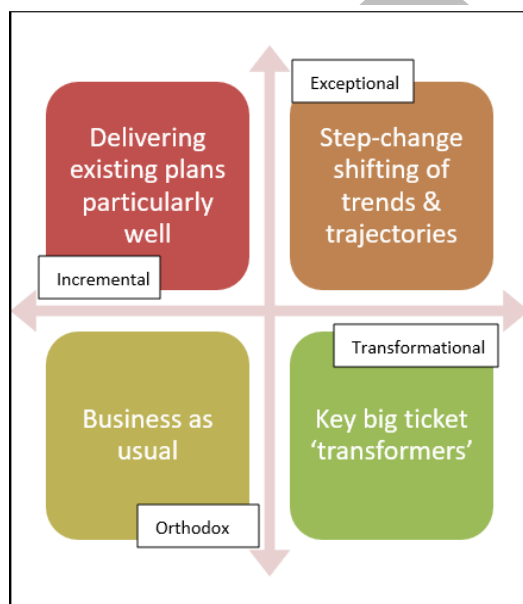 Exceptional
Delivering
existing plans
particularly
well
Step-change
shifting of
trends &
trajectories
Incremental
Transformational
Business as
usual
Key big ticket
‘transformers’
Orthodox